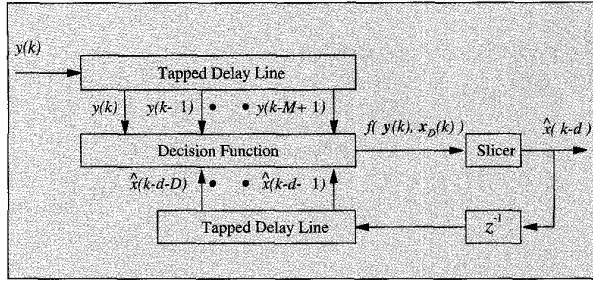 y(k)
Tapped Delay Line
y(k) y(k- 1) • • y(k-M+ 1)
f( y(k), x_D(k) ) x̂( k-d )
Decision Function Slicer
x̂(k-d-D) • • x̂(k-d- 1)
Tapped Delay Line z^-1